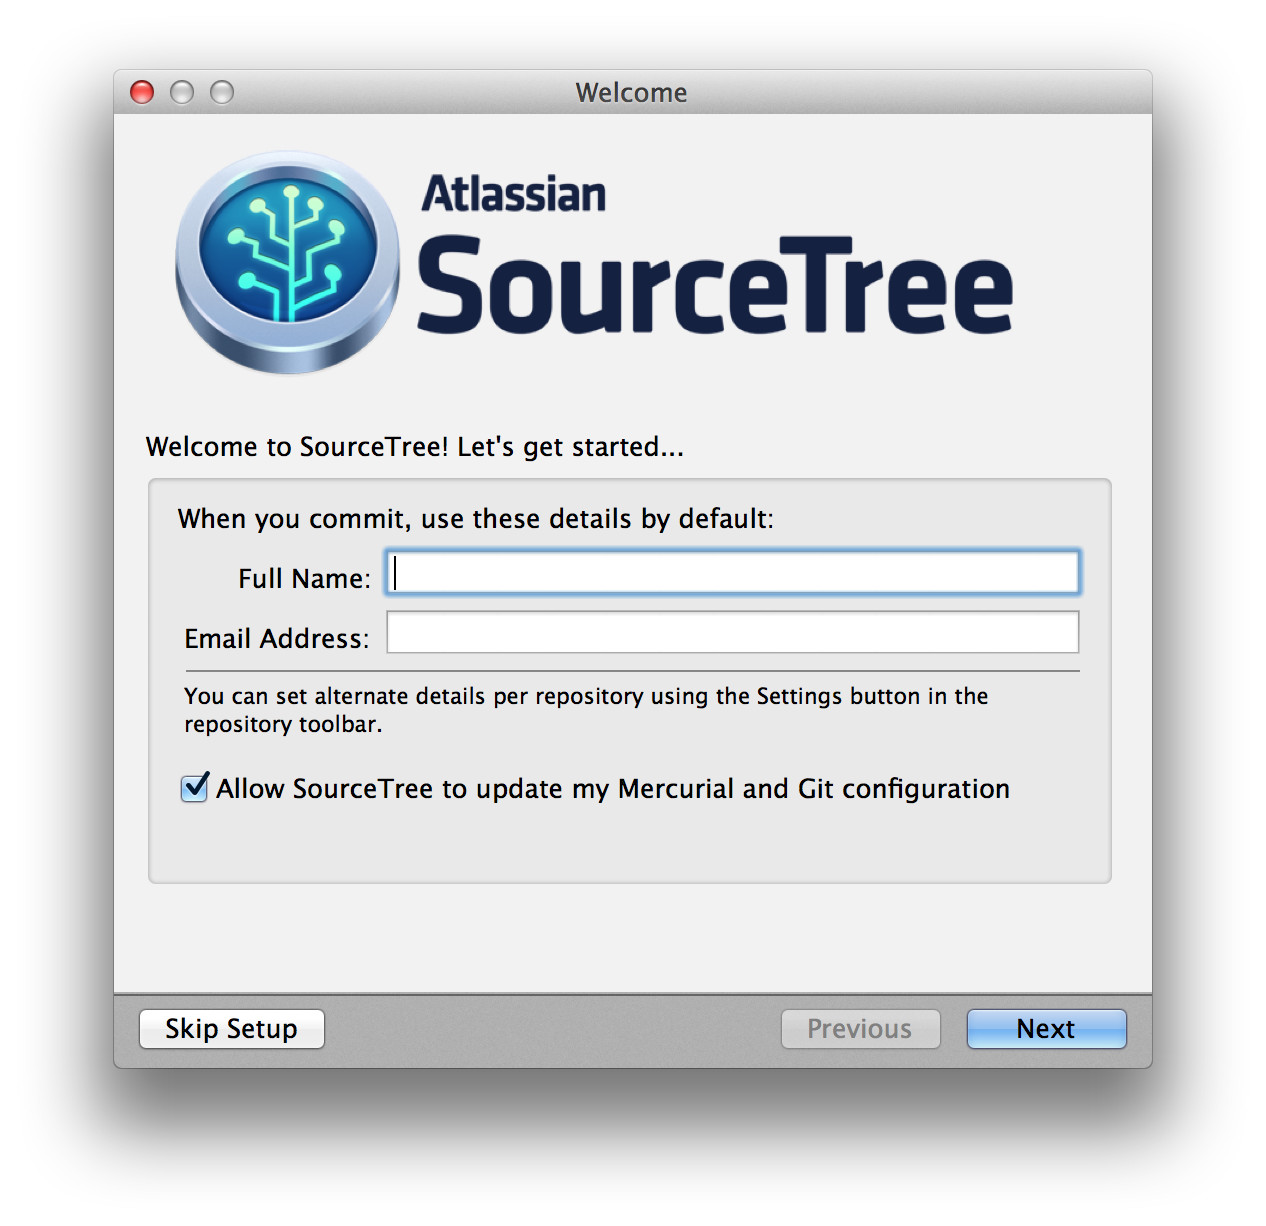 Welcome
Atlassian
SourceTree
Welcome to SourceTree! Let's get started...
When you commit, use these details by default:
Full Name:
Email Address:
You can set alternate details per repository using the Settings button in the
repository toolbar.
Allow SourceTree to update my Mercurial and Git configuration
Skip Setup
Previous
Next